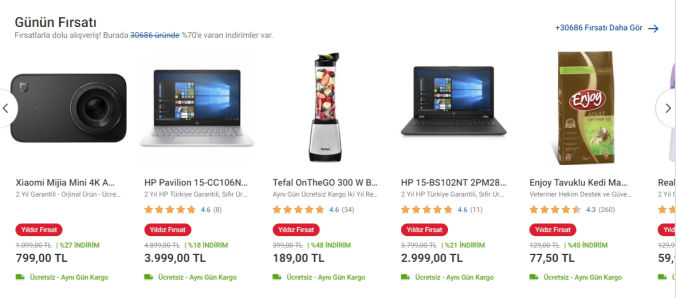 Günün Fırsatı
Fırsatlarla dolu alışveriş! Burada 30686 üründe %70'e varan indirimler var.
+30686 Fırsatı Daha Gör
Xiaomi Mijia Mini 4K A...
2 Yıl Garantili - Orjinal Ürün - Ücre...
Yıldız Fırsat
1.099,00 TL | %27 İNDİRİM
799,00 TL
Ücretsiz - Aynı Gün Kargo
HP Pavilion 15-CC106N...
2 Yıl HP Türkiye Garantili, Sıfır Ür...
4.6 (8)
Yıldız Fırsat
4.899,00 TL | %18 İNDİRİM
3.999,00 TL
Ücretsiz - Aynı Gün Kargo
Tefal OnTheGO 300 W B...
Aynı Gün Ücretsiz Kargo İki Yıl Re...
4.6 (34)
Yıldız Fırsat
399,00 TL | %48 İNDİRİM
189,00 TL
Ücretsiz - Aynı Gün Kargo
HP 15-BS102NT 2PM28...
2 Yıl HP Türkiye Garantili, Sıfır Ür...
4.6 (11)
Yıldız Fırsat
3.799,00 TL | %21 İNDİRİM
2.999,00 TL
Ücretsiz - Aynı Gün Kargo
Enjoy
ADULT
Enjoy Tavuklu Kedi Ma...
Veteriner Hekim Destek ve Güve...
4.3 (260)
Yıldız Fırsat
129,00 TL | %40 İNDİRİM
77,50 TL
Ücretsiz - Aynı Gün Kargo
Real
2 Yıl
59,